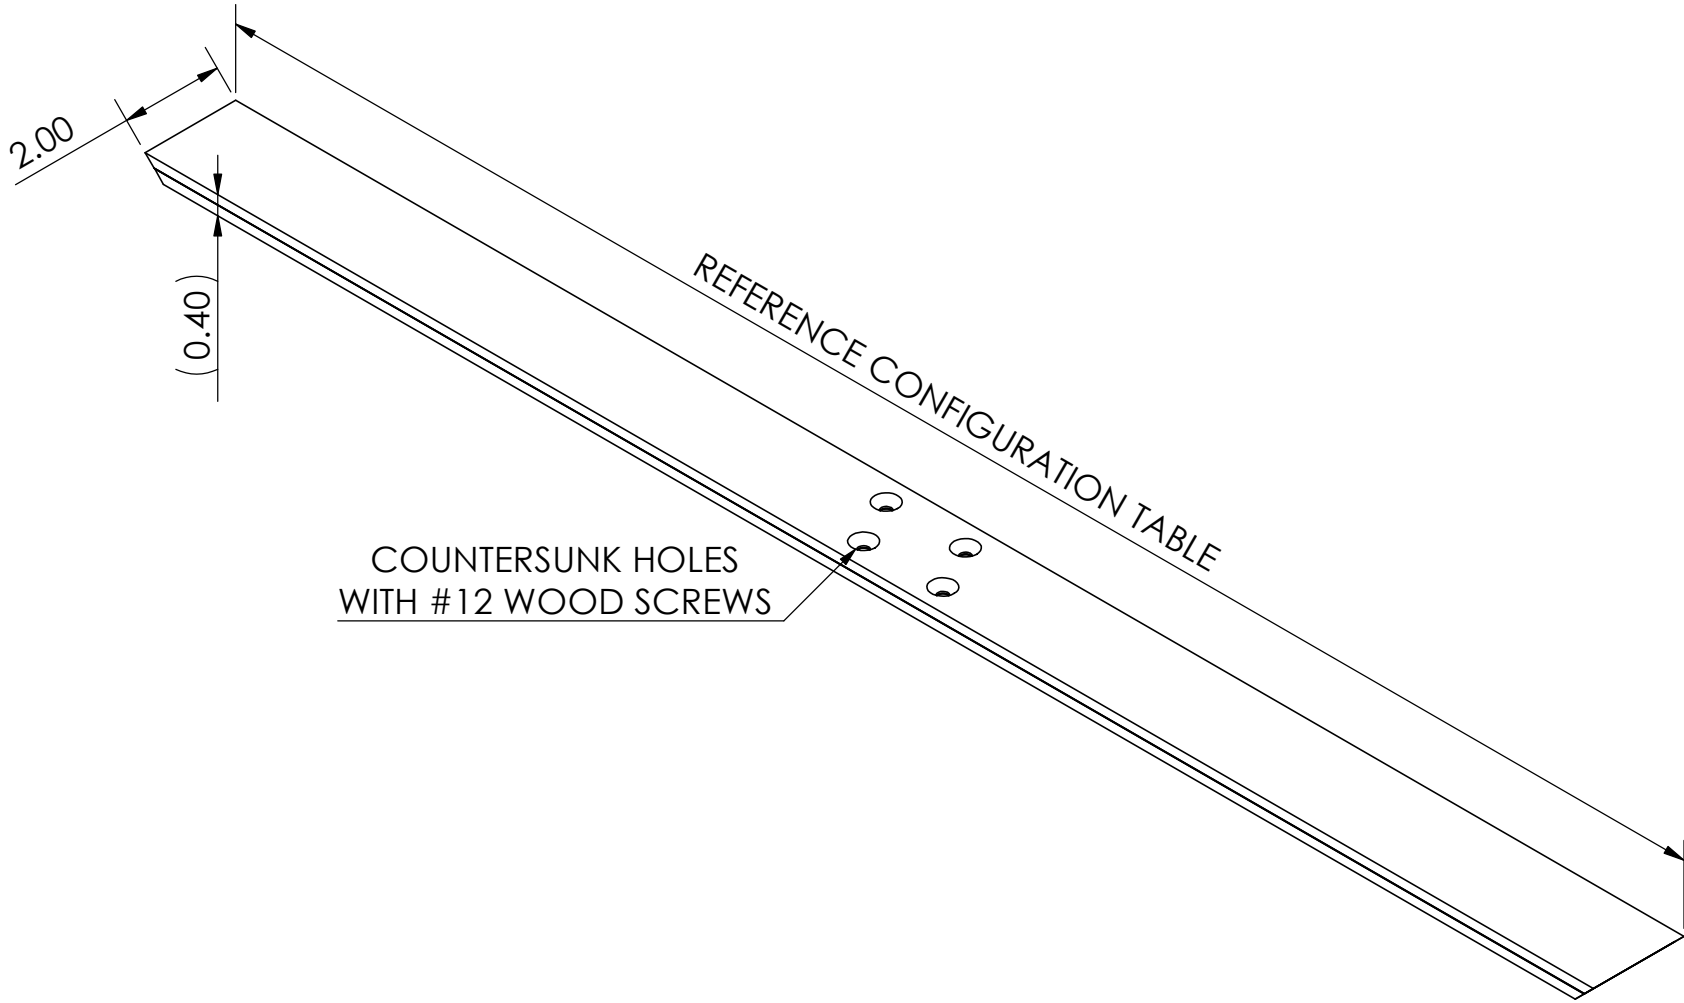 2.00
(0.40)
REFERENCE CONFIGURATION TABLE
COUNTERSUNK HOLES
WITH #12 WOOD SCREWS